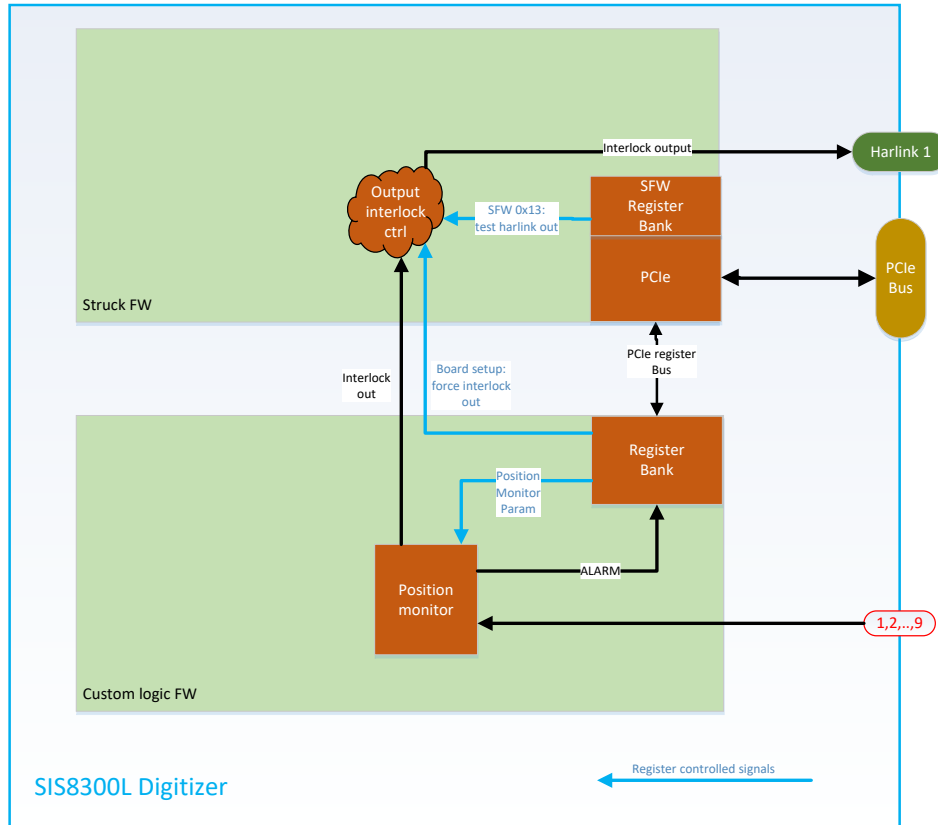 Interlock output
Harlink 1
Output
interlock
ctrl
SFW 0x13:
test harlink out
SFW
Register
Bank
PCIe
PCIe
Bus
Struck FW
PCIe register
Bus
Interlock
out
Board setup:
force interlock
out
Register
Bank
Position
Monitor
Param
Position
monitor
ALARM
1,2,..,9
Custom logic FW
SIS8300L Digitizer
Register controlled signals